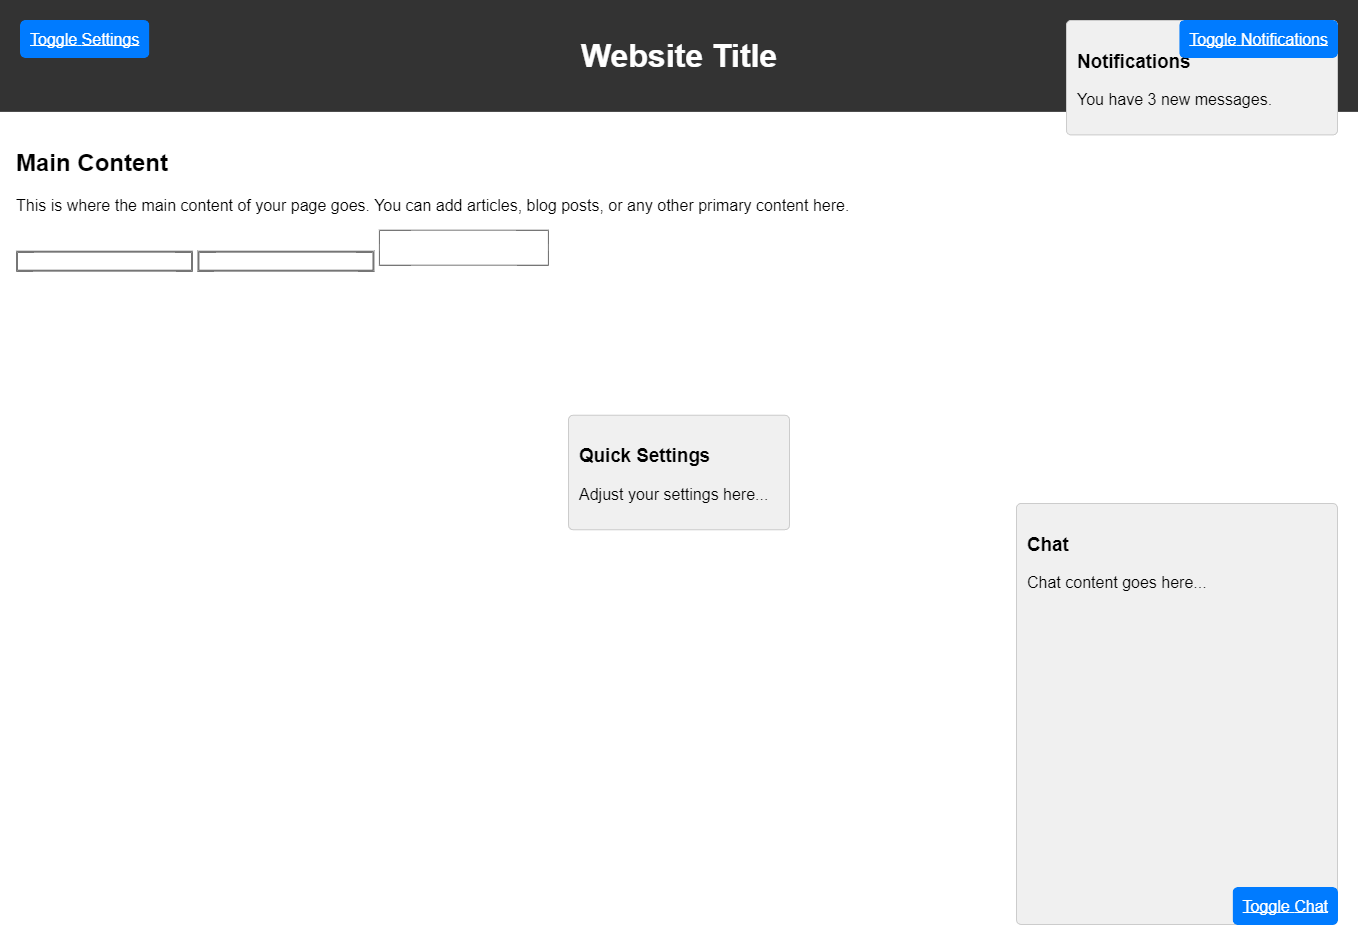 Toggle Settings
Website Title
Toggle Notifications
Notifications
You have 3 new messages.
Main Content
This is where the main content of your page goes. You can add articles, blog posts, or any other primary content here.
Quick Settings
Adjust your settings here...
Chat
Chat content goes here...
Toggle Chat